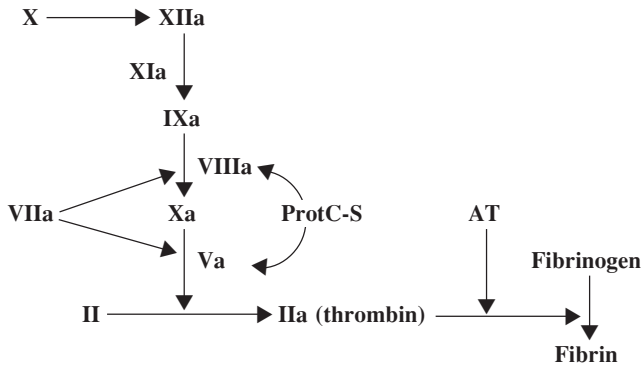 X XIIa
XIa
IXa
VIIIa
VIIa Xa ProtC-S AT
Va Fibrinogen
II IIa (thrombin)
Fibrin